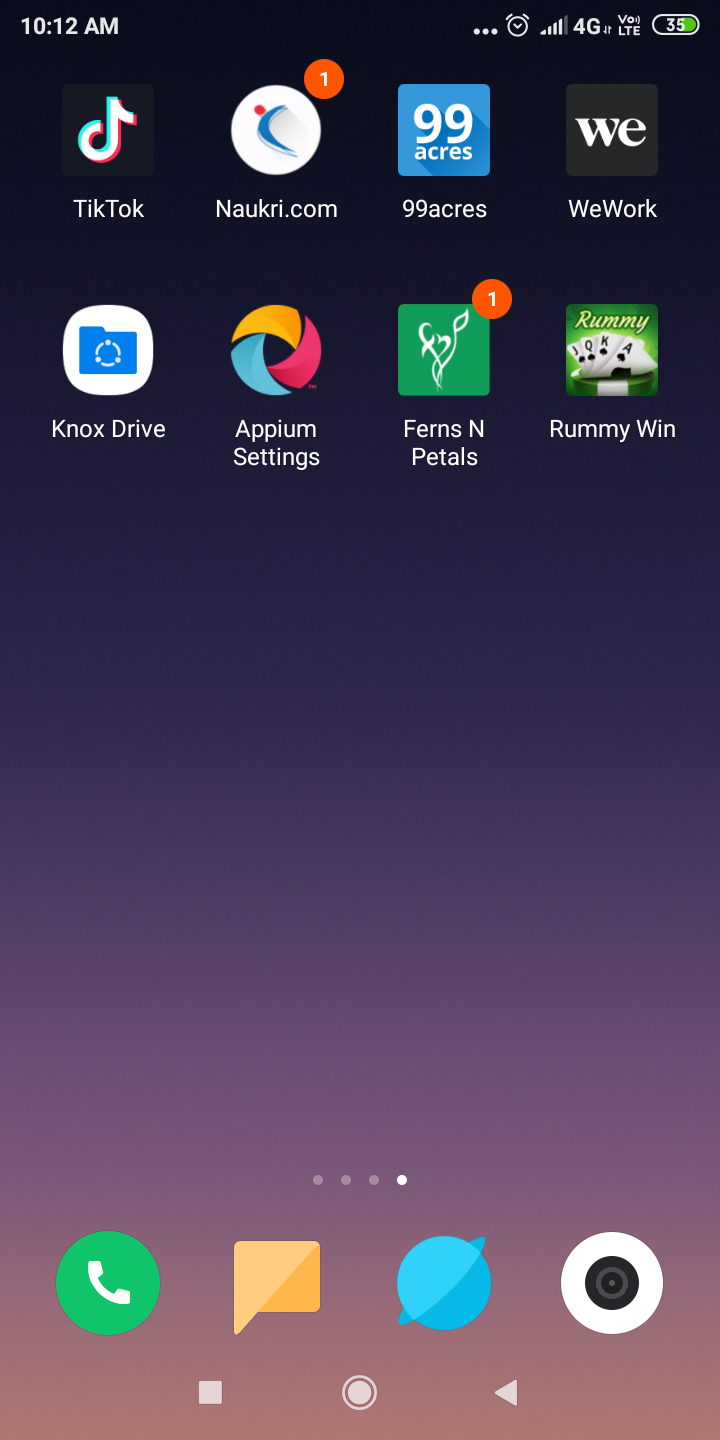 10:12 AM
4G
Vo)
LTE
35
1
99
acres
we
TikTok
Naukri.com
99acres
WeWork
1
Rummy
J Q K A
Knox Drive
Appium
Settings
Ferns N
Petals
Rummy Win